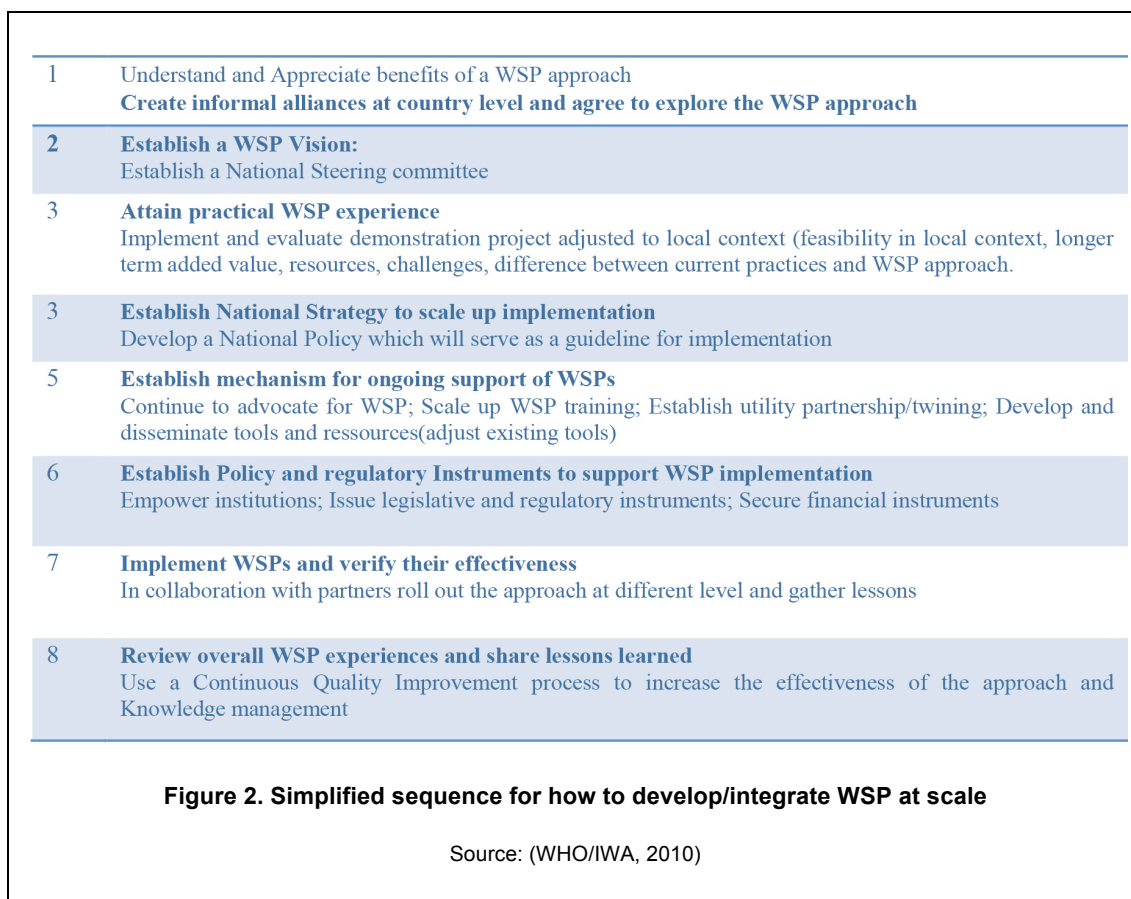 1 Understand and Appreciate benefits of a WSP approach
Create informal alliances at country level and agree to explore the WSP approach
2 Establish a WSP Vision:
Establish a National Steering committee
3 Attain practical WSP experience
Implement and evaluate demonstration project adjusted to local context (feasibility in local context, longer
term added value, resources, challenges, difference between current practices and WSP approach.
3 Establish National Strategy to scale up implementation
Develop a National Policy which will serve as a guideline for implementation
5 Establish mechanism for ongoing support of WSPs
Continue to advocate for WSP; Scale up WSP training; Establish utility partnership/twining; Develop and
disseminate tools and ressources(adjust existing tools)
6 Establish Policy and regulatory Instruments to support WSP implementation
Empower institutions; Issue legislative and regulatory instruments; Secure financial instruments
7 Implement WSPs and verify their effectiveness
In collaboration with partners roll out the approach at different level and gather lessons
8 Review overall WSP experiences and share lessons learned
Use a Continuous Quality Improvement process to increase the effectiveness of the approach and
Knowledge management
Figure 2. Simplified sequence for how to develop/integrate WSP at scale
Source: (WHO/IWA, 2010)